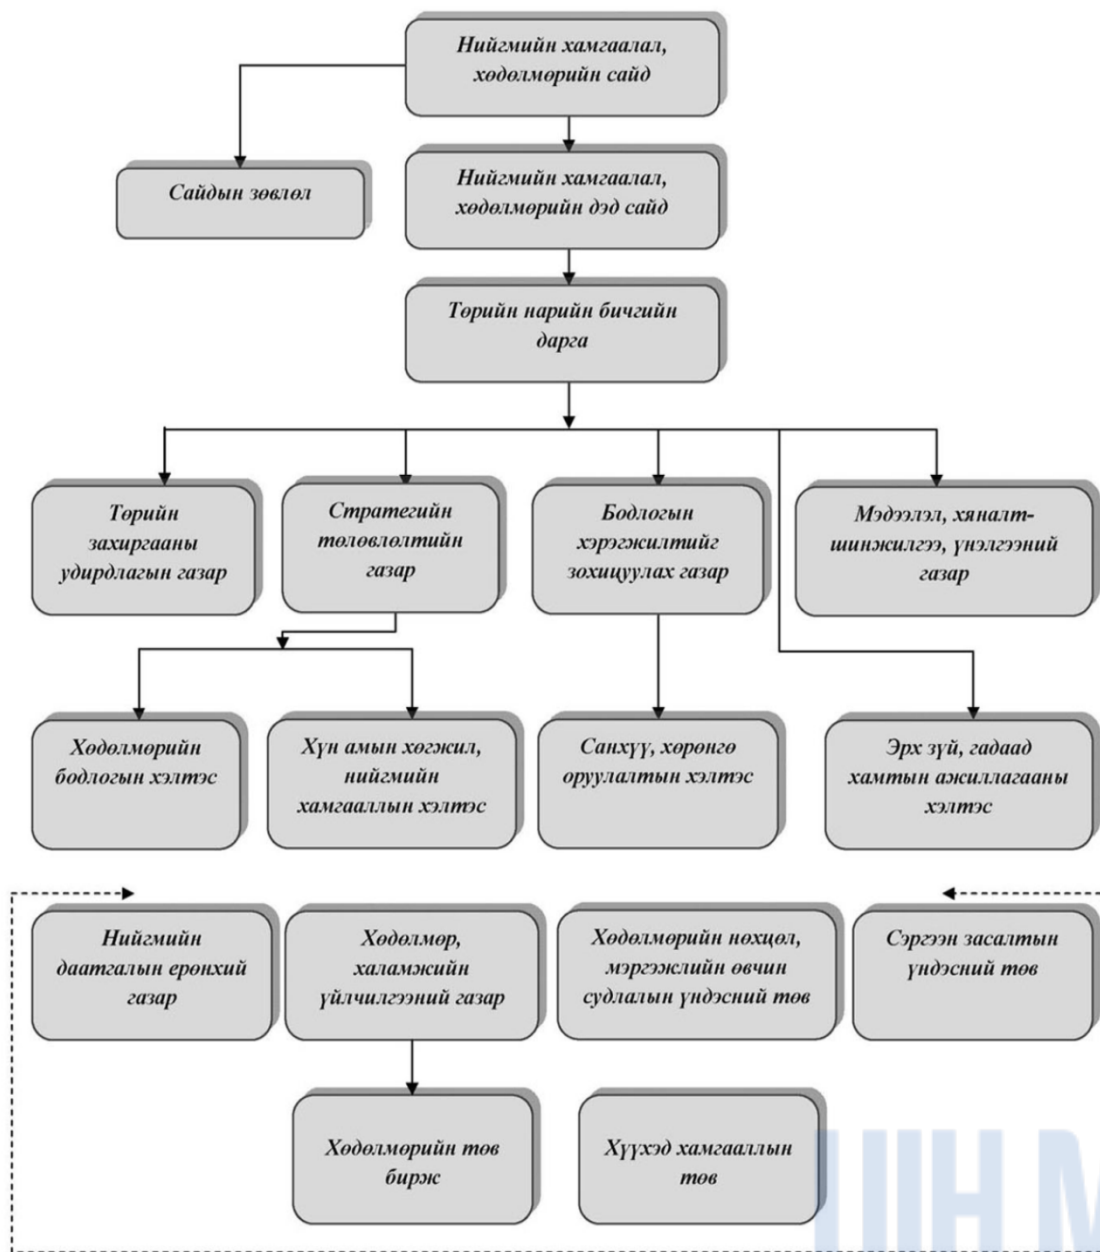 Нийгмийн хамгаалал,
хөдөлмөрийн сайд
Сайдын зөвлөл
Нийгмийн хамгаалал,
хөдөлмөрийн дэд сайд
Төрийн нарийн бичгийн
дарга
Төрийн
захиргааны
удирдлагын газар
Стратегийн
төлөвлөлтийн
газар
Бодлогын
хэрэгжилтийг
зохицуулах газар
Мэдээлэл, хяналт-
шинжилгээ, үнэлгээний
газар
Хөдөлмөрийн
бодлогын хэлтэс
Хүн амын хөгжил,
нийгмийн
хамгааллын хэлтэс
Санхүү, хөрөнгө
оруулалтын хэлтэс
Эрх зүй, гадаад
хамтын ажиллагааны
хэлтэс
Нийгмийн
даатгалын ерөнхий
газар
Хөдөлмөр,
халамжийн
үйлчилгээний газар
Хөдөлмөрийн нөхцөл,
мэргэжлийн өвчин
судлалын үндэсний төв
Сэргээн засалтын
үндэсний төв
Хөдөлмөрийн төв
бирж
Хүүхэд хамгааллын
төв